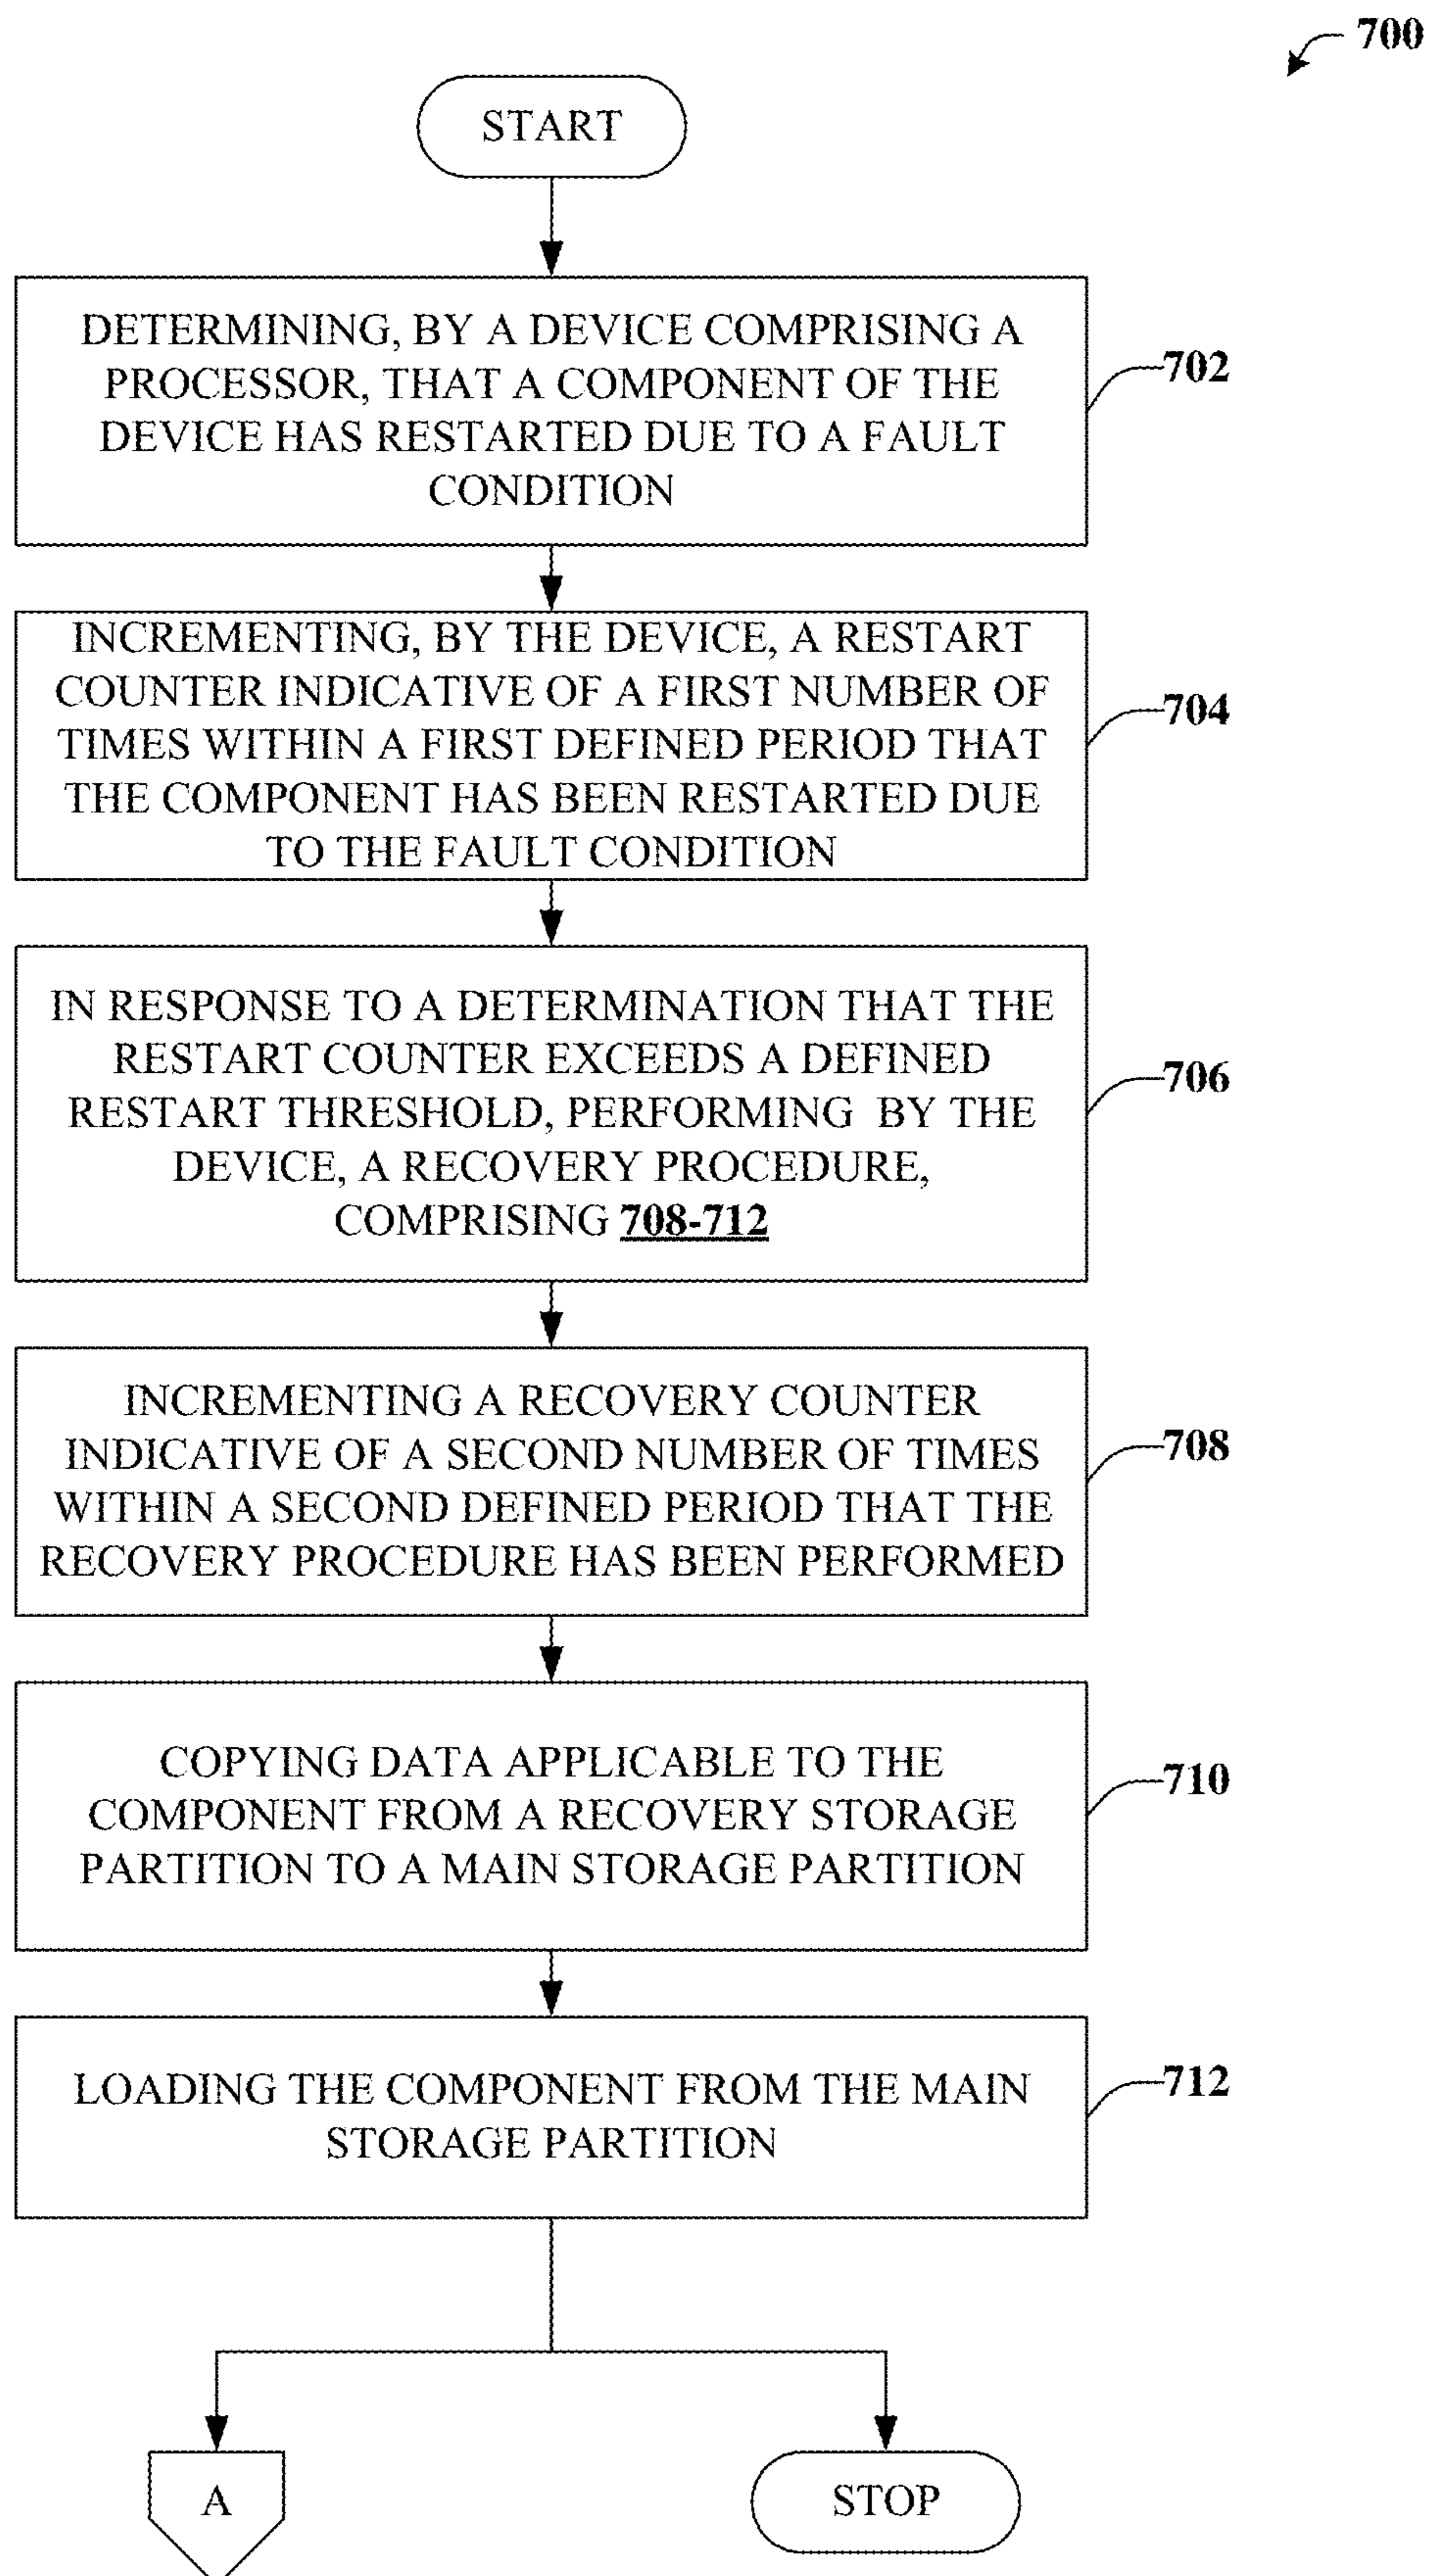 700
START
DETERMINING, BY A DEVICE COMPRISING A
PROCESSOR, THAT A COMPONENT OF THE
DEVICE HAS RESTARTED DUE TO A FAULT
CONDITION
702
INCREMENTING, BY THE DEVICE, A RESTART
COUNTER INDICATIVE OF A FIRST NUMBER OF
TIMES WITHIN A FIRST DEFINED PERIOD THAT
THE COMPONENT HAS BEEN RESTARTED DUE
TO THE FAULT CONDITION
704
IN RESPONSE TO A DETERMINATION THAT THE
RESTART COUNTER EXCEEDS A DEFINED
RESTART THRESHOLD, PERFORMING BY THE
DEVICE, A RECOVERY PROCEDURE,
COMPRISING 708-712
706
INCREMENTING A RECOVERY COUNTER
INDICATIVE OF A SECOND NUMBER OF TIMES
WITHIN A SECOND DEFINED PERIOD THAT THE
RECOVERY PROCEDURE HAS BEEN PERFORMED
708
COPYING DATA APPLICABLE TO THE
COMPONENT FROM A RECOVERY STORAGE
PARTITION TO A MAIN STORAGE PARTITION
710
LOADING THE COMPONENT FROM THE MAIN
STORAGE PARTITION
712
A
STOP